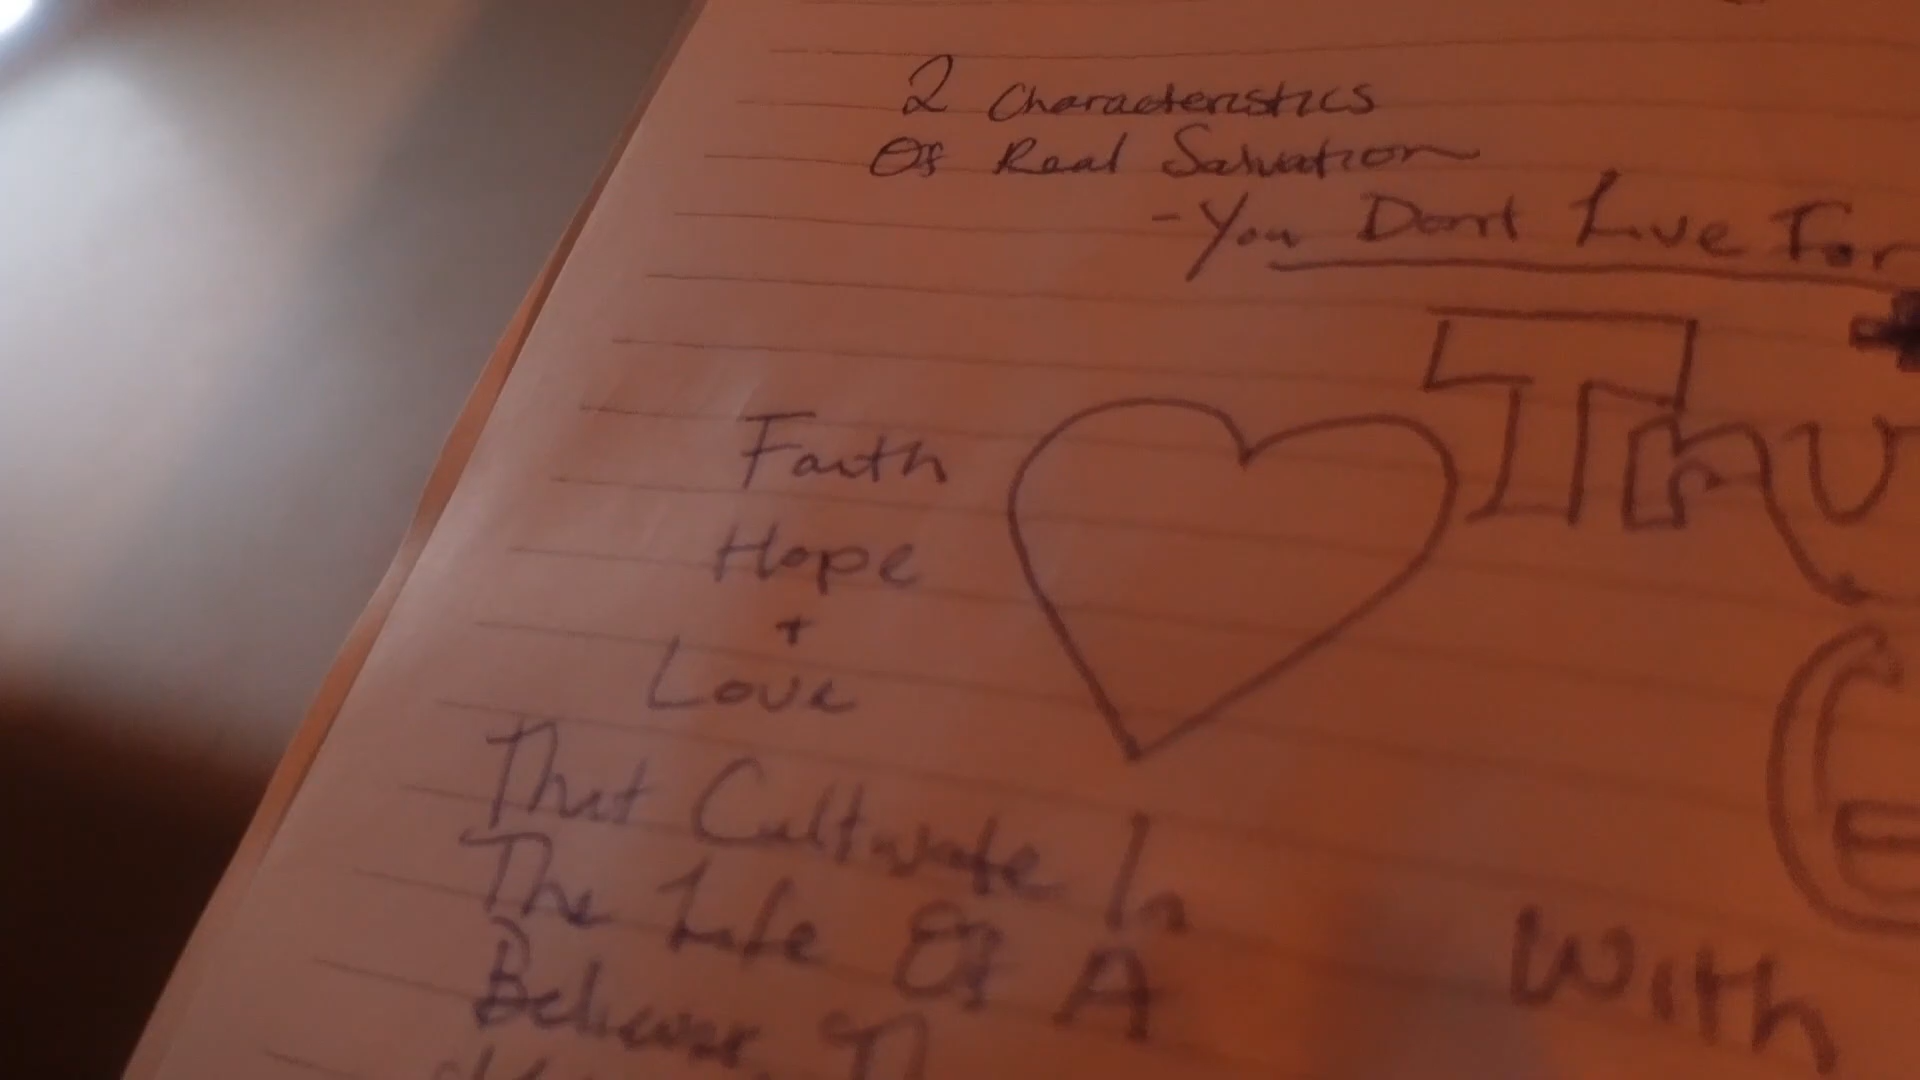 2 Characteristics
Of Real Salvation
- You Don't Live For
Faith
Hope
+
Love
That Cultivate In
The Life Of A
Believer
With